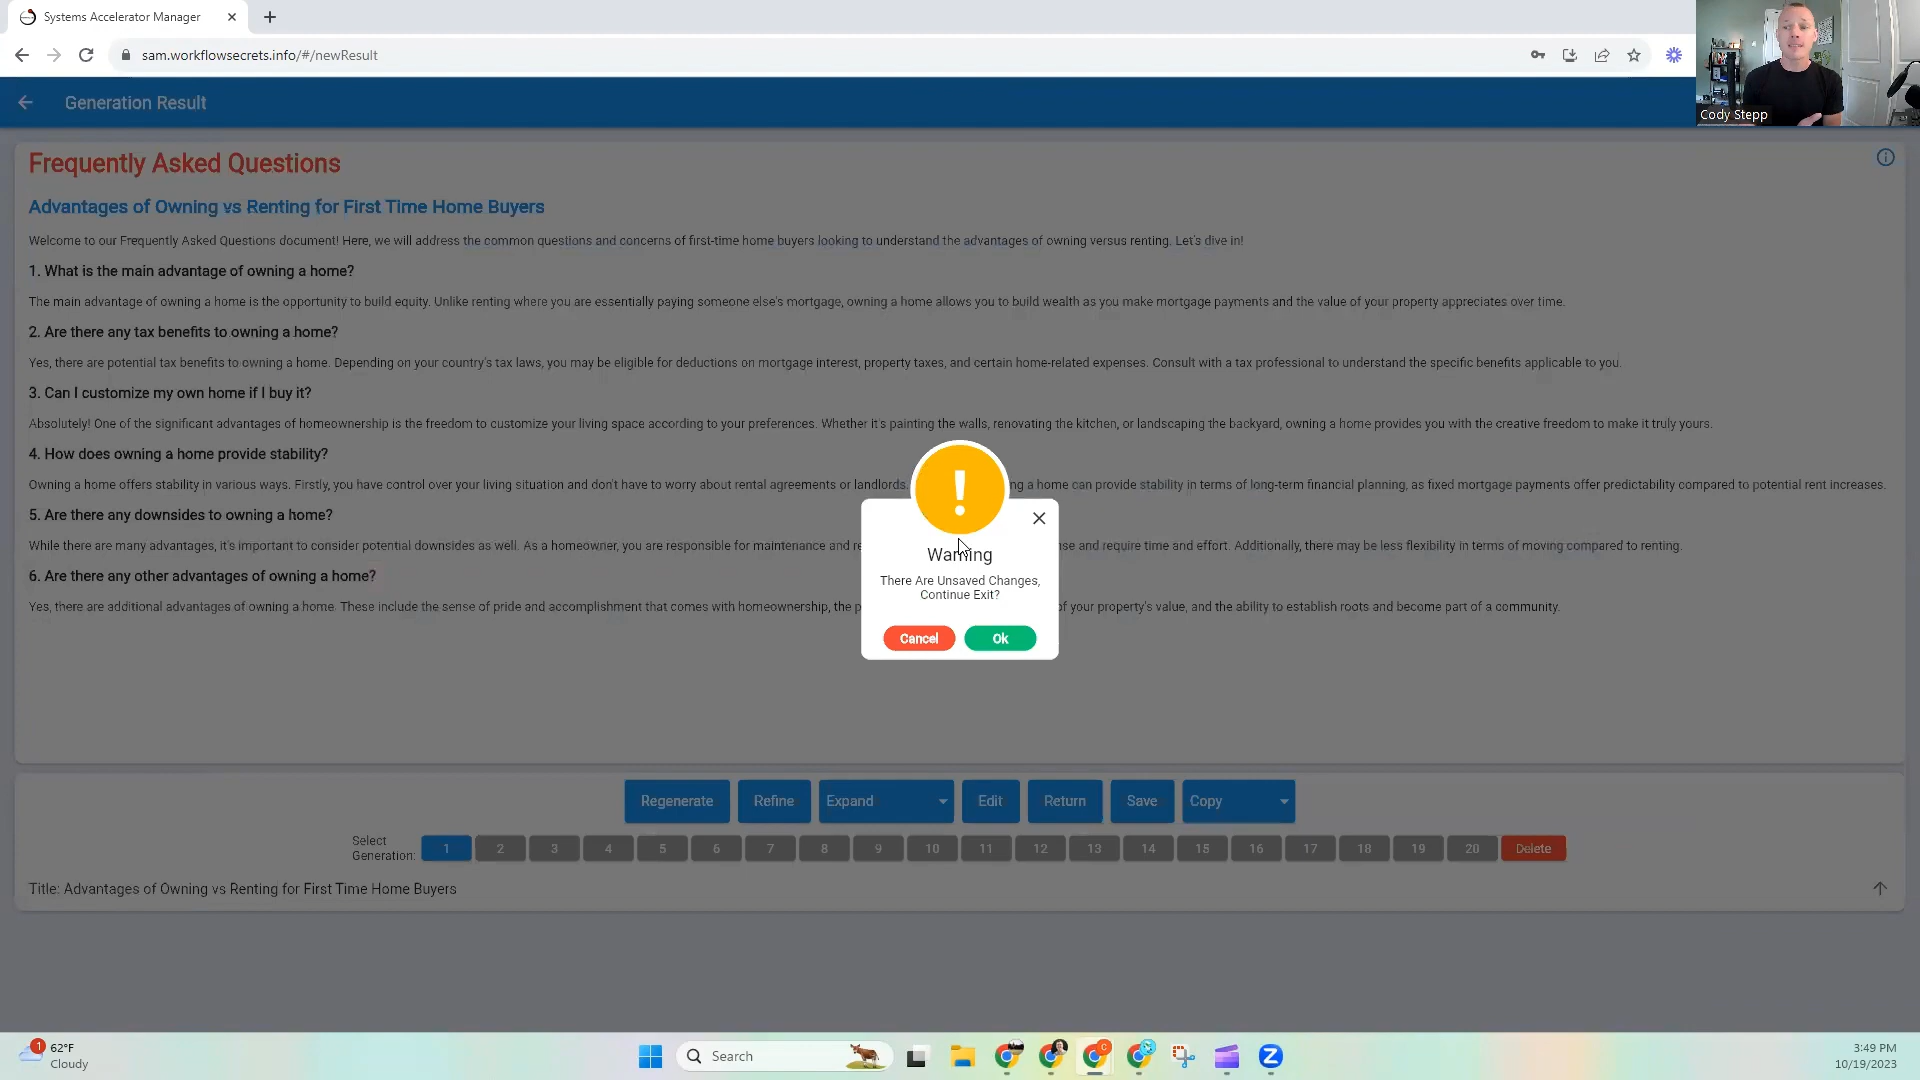 Systems Accelerator Manager
sam.workflowsecrets.info/#/newResult
Cody Stepp
Generation Result
Frequently Asked Questions
Advantages of Owning vs Renting for First Time Home Buyers
Welcome to our Frequently Asked Questions document! Here, we will address the common questions and concerns of first-time home buyers looking to understand the advantages of owning versus renting. Let's dive in!
1. What is the main advantage of owning a home?
The main advantage of owning a home is the opportunity to build equity. Unlike renting where you are essentially paying someone else's mortgage, owning a home allows you to build wealth as you make mortgage payments and the value of your property appreciates over time.
2. Are there any tax benefits to owning a home?
Yes, there are potential tax benefits to owning a home. Depending on your country's tax laws, you may be eligible for deductions on mortgage interest, property taxes, and certain home-related expenses. Consult with a tax professional to understand the specific benefits applicable to you.
3. Can I customize my own home if I buy it?
Absolutely! One of the significant advantages of homeownership is the freedom to customize your living space according to your preferences. Whether it's painting the walls, renovating the kitchen, or landscaping the backyard, owning a home provides you with the creative freedom to make it truly yours.
4. How does owning a home provide stability?
Owning a home offers stability in various ways. Firstly, you have control over your living situation and don't have to worry about rental agreements or landlords. ng a home can provide stability in terms of long-term financial planning, as fixed mortgage payments offer predictability compared to potential rent increases.
5. Are there any downsides to owning a home?
While there are many advantages, it's important to consider potential downsides as well. As a homeowner, you are responsible for maintenance and re se and require time and effort. Additionally, there may be less flexibility in terms of moving compared to renting.
6. Are there any other advantages of owning a home?
Yes, there are additional advantages of owning a home. These include the sense of pride and accomplishment that comes with homeownership, the p of your property's value, and the ability to establish roots and become part of a community.
!
Warning
There Are Unsaved Changes,
Continue Exit?
Cancel Ok
Regenerate Refine Expand Edit Return Save Copy
Select
Generation: 1 2 3 4 5 6 7 8 9 10 11 12 13 14 15 16 17 18 19 20 Delete
Title: Advantages of Owning vs Renting for First Time Home Buyers
1 62°F
Cloudy
Search
C
Z
3:49 PM
10/19/2023